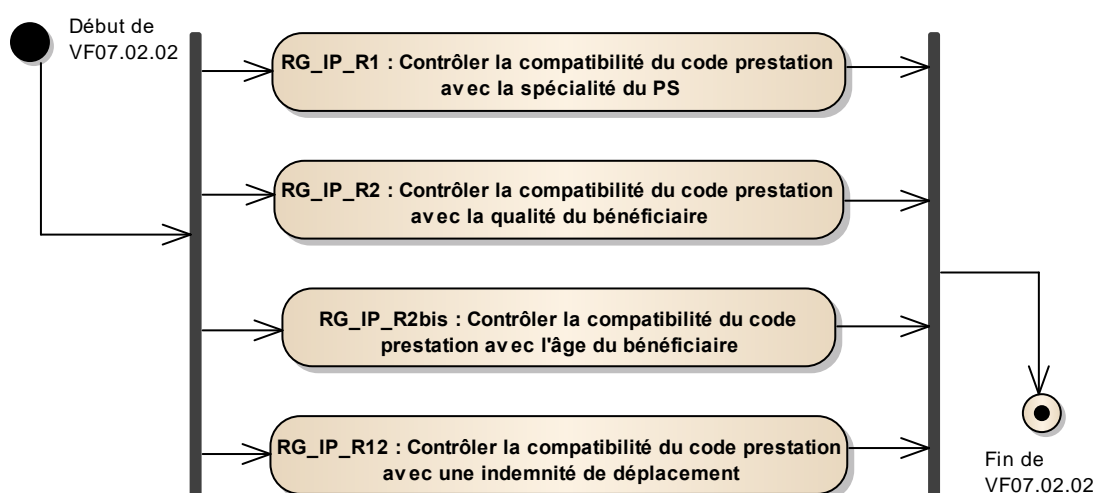 Début de
VF07.02.02
RG_IP_R1 : Contrôler la compatibilité du code prestation
avec la spécialité du PS
RG_IP_R2 : Contrôler la compatibilité du code prestation
avec la qualité du bénéficiaire
RG_IP_R2bis : Contrôler la compatibilité du code
prestation avec l'âge du bénéficiaire
RG_IP_R12 : Contrôler la compatibilité du code prestation
avec une indemnité de déplacement
Fin de
VF07.02.02